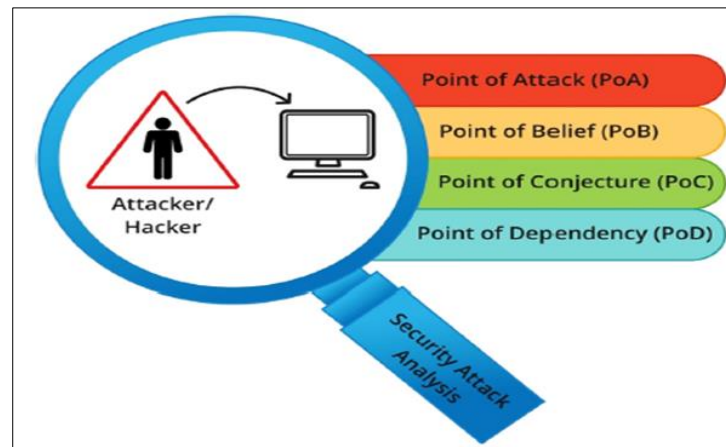 Point of Attack (PoA)
Point of Belief (PoB)
Point of Conjecture (PoC)
Point of Dependency (PoD)
Attacker/
Hacker
Security Attack
Analysis